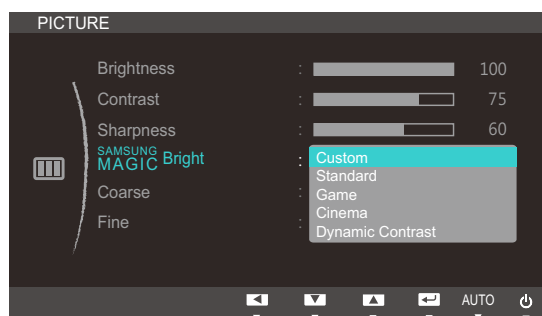 PICTURE
Brightness : 100
Contrast : 75
Sharpness : 60
SAMSUNG
MAGIC Bright : Custom
Standard
Coarse : Game
Cinema
Fine : Dynamic Contrast
AUTO